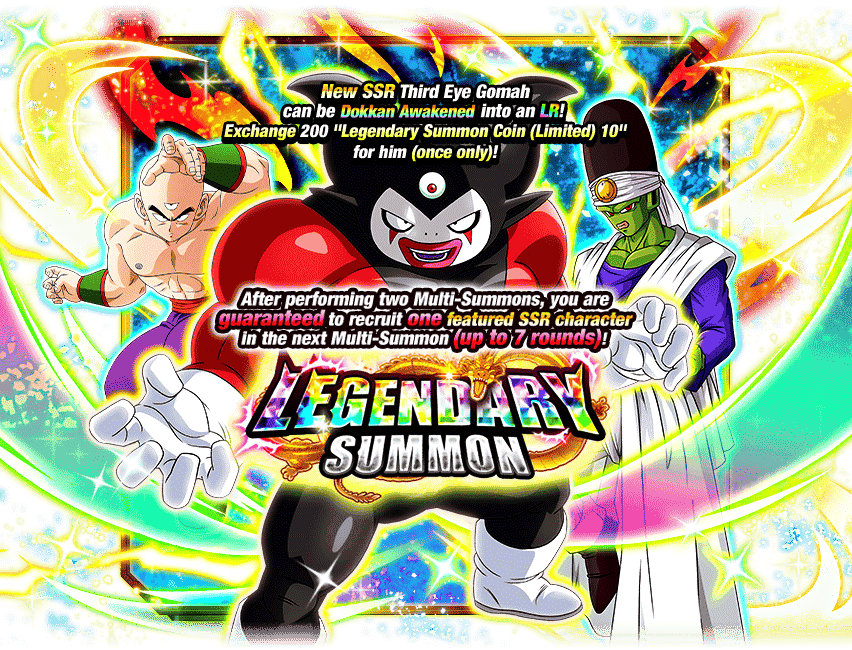 New SSR Third Eye Gomah
can be Dokkan Awakened into an LR!
Exchange 200 "Legendary Summon Coin (Limited) 10"
for him (once only)!
After performing two Multi-Summons, you are
guaranteed to recruit one featured SSR character
in the next Multi-Summon (up to 7 rounds)!
LEGENDARY
SUMMON